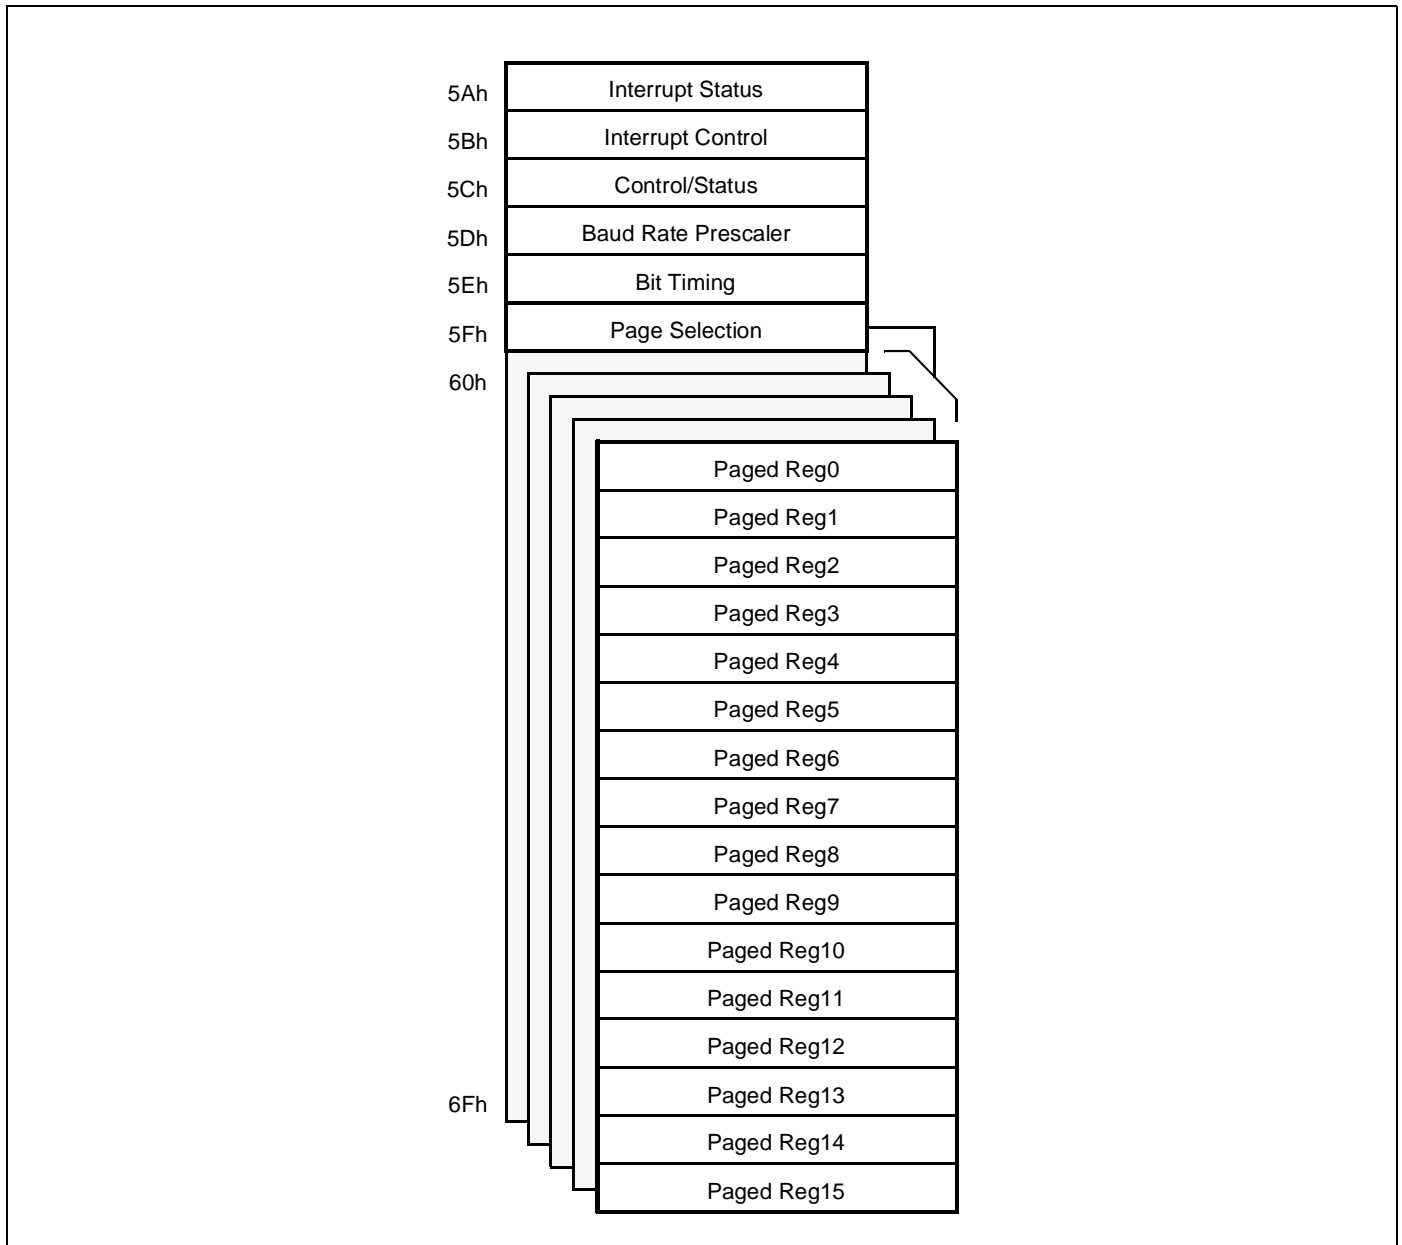 5Ah Interrupt Status
5Bh Interrupt Control
5Ch Control/Status
5Dh Baud Rate Prescaler
5Eh Bit Timing
5Fh Page Selection
60h
Paged Reg0
Paged Reg1
Paged Reg2
Paged Reg3
Paged Reg4
Paged Reg5
Paged Reg6
Paged Reg7
Paged Reg8
Paged Reg9
Paged Reg10
Paged Reg11
Paged Reg12
6Fh Paged Reg13
Paged Reg14
Paged Reg15